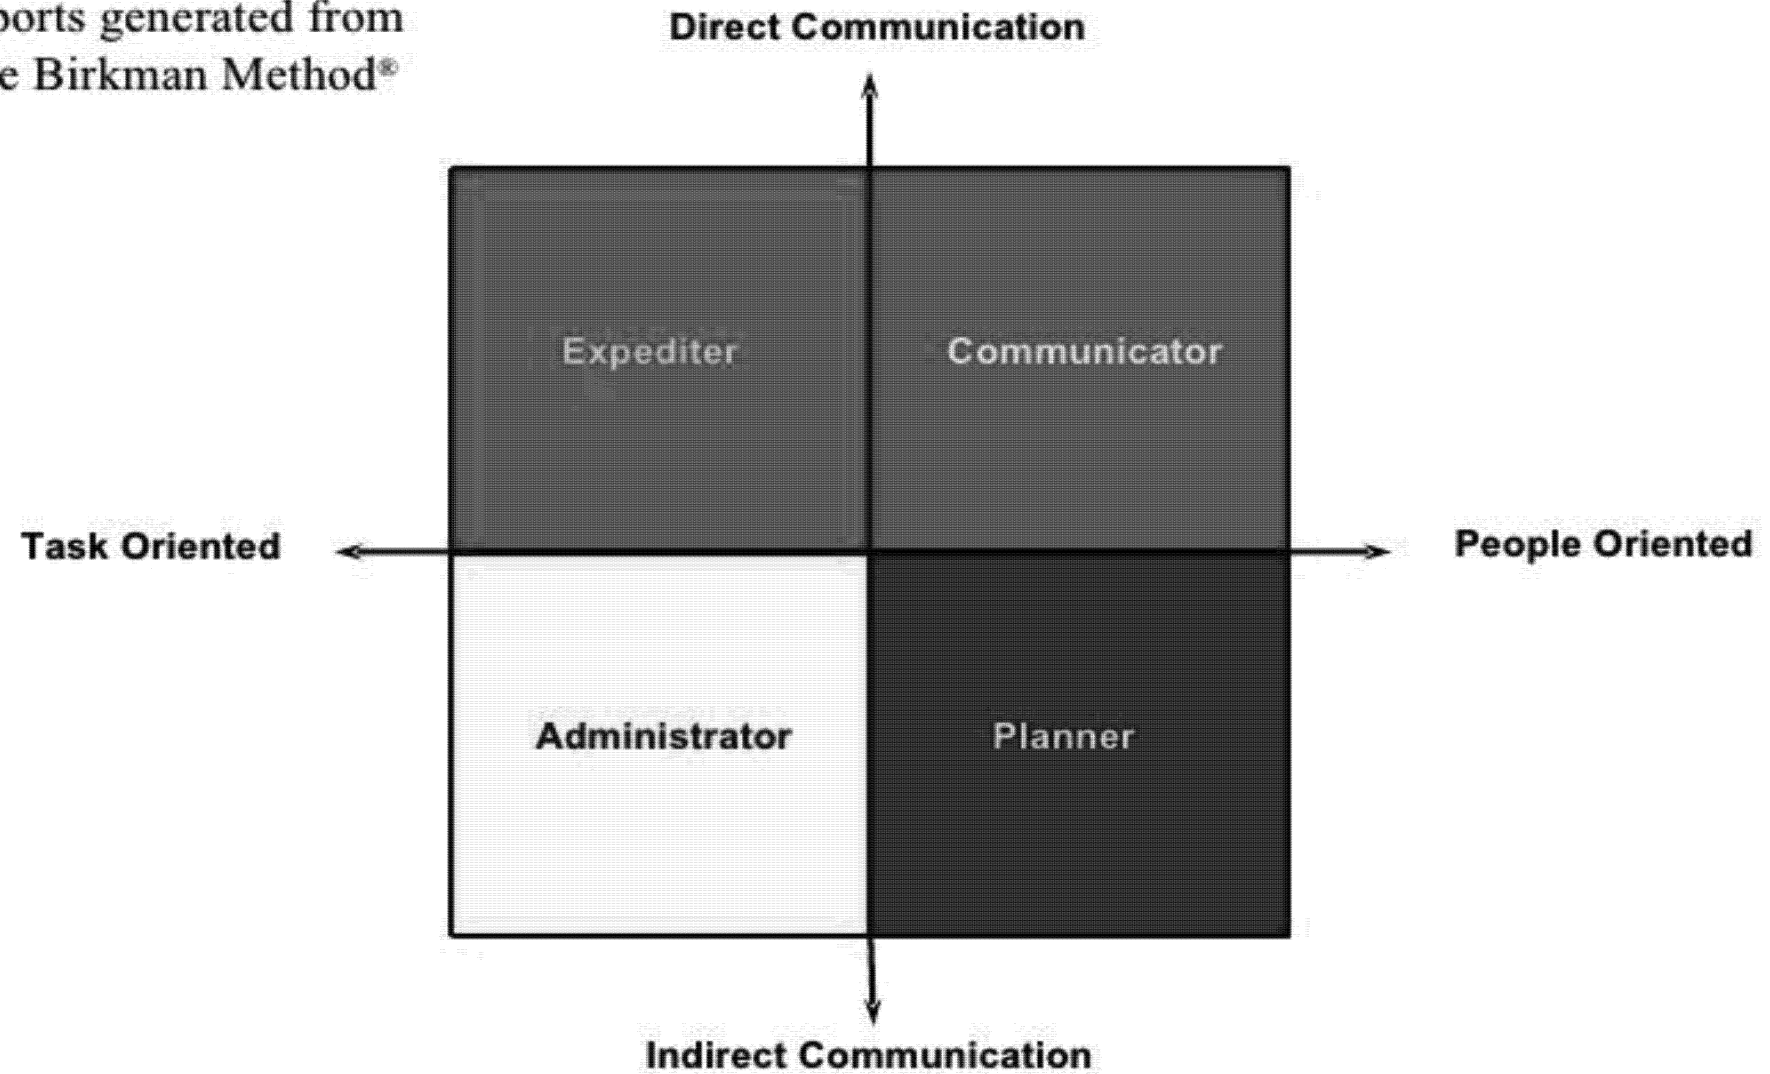 ports generated from
e Birkman Method®
Direct Communication
Expediter
Communicator
Task Oriented
People Oriented
Administrator
Planner
Indirect Communication